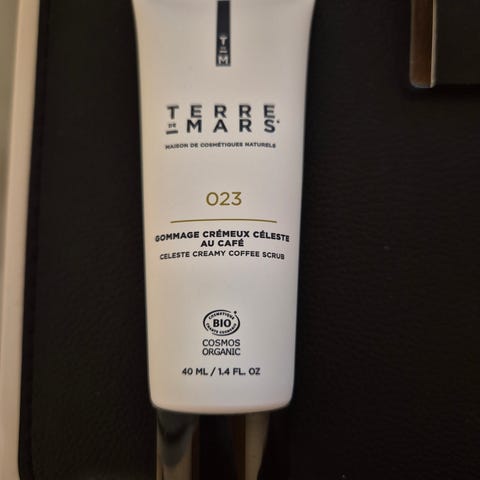 T
M
TERRE
DE MARS
MAISON DE COSMÉTIQUES NATURELS
023
GOMMAGE CRÉMEUX CÉLESTE
AU CAFÉ
CELESTE CREAMY COFFEE SCRUB
COSMÉTIQUE
BIO
COSMOS
ORGANIC
40 ML / 1.4 FL. OZ